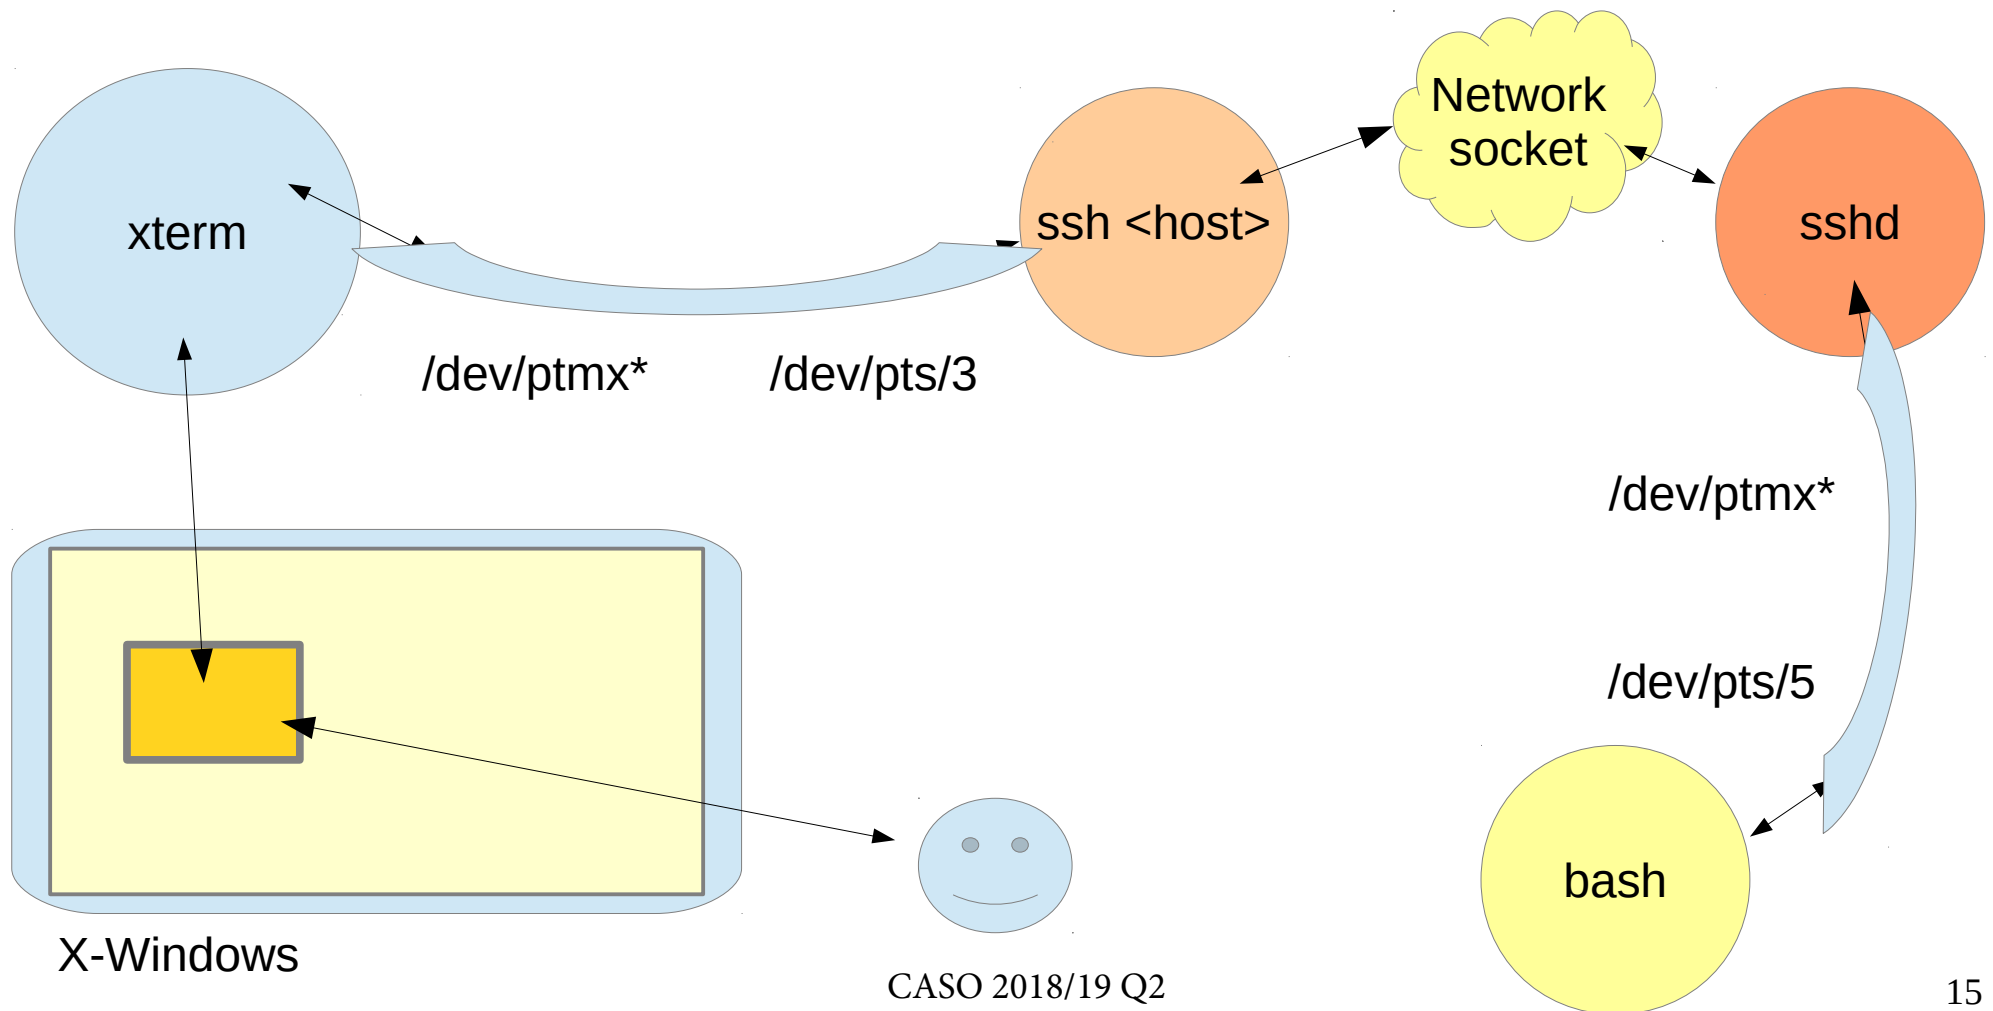 Network
socket
xterm
ssh <host>
sshd
/dev/ptmx*
/dev/pts/3
/dev/ptmx*
/dev/pts/5
bash
X-Windows
CASO 2018/19 Q2
15